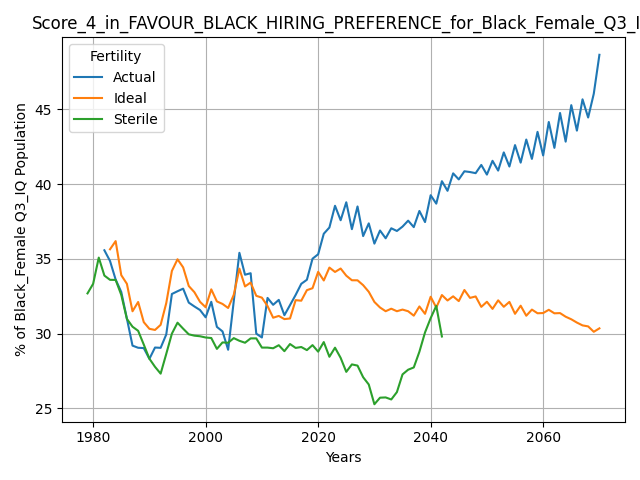 Score_4_in_FAVOUR_BLACK_HIRING_PREFERENCE_for_Black_Female_Q3_I
Fertility
Actual
Ideal
Sterile
% of Black_Female Q3_IQ Population
45
40
35
30
25
1980
2000
2020
2040
2060
Years